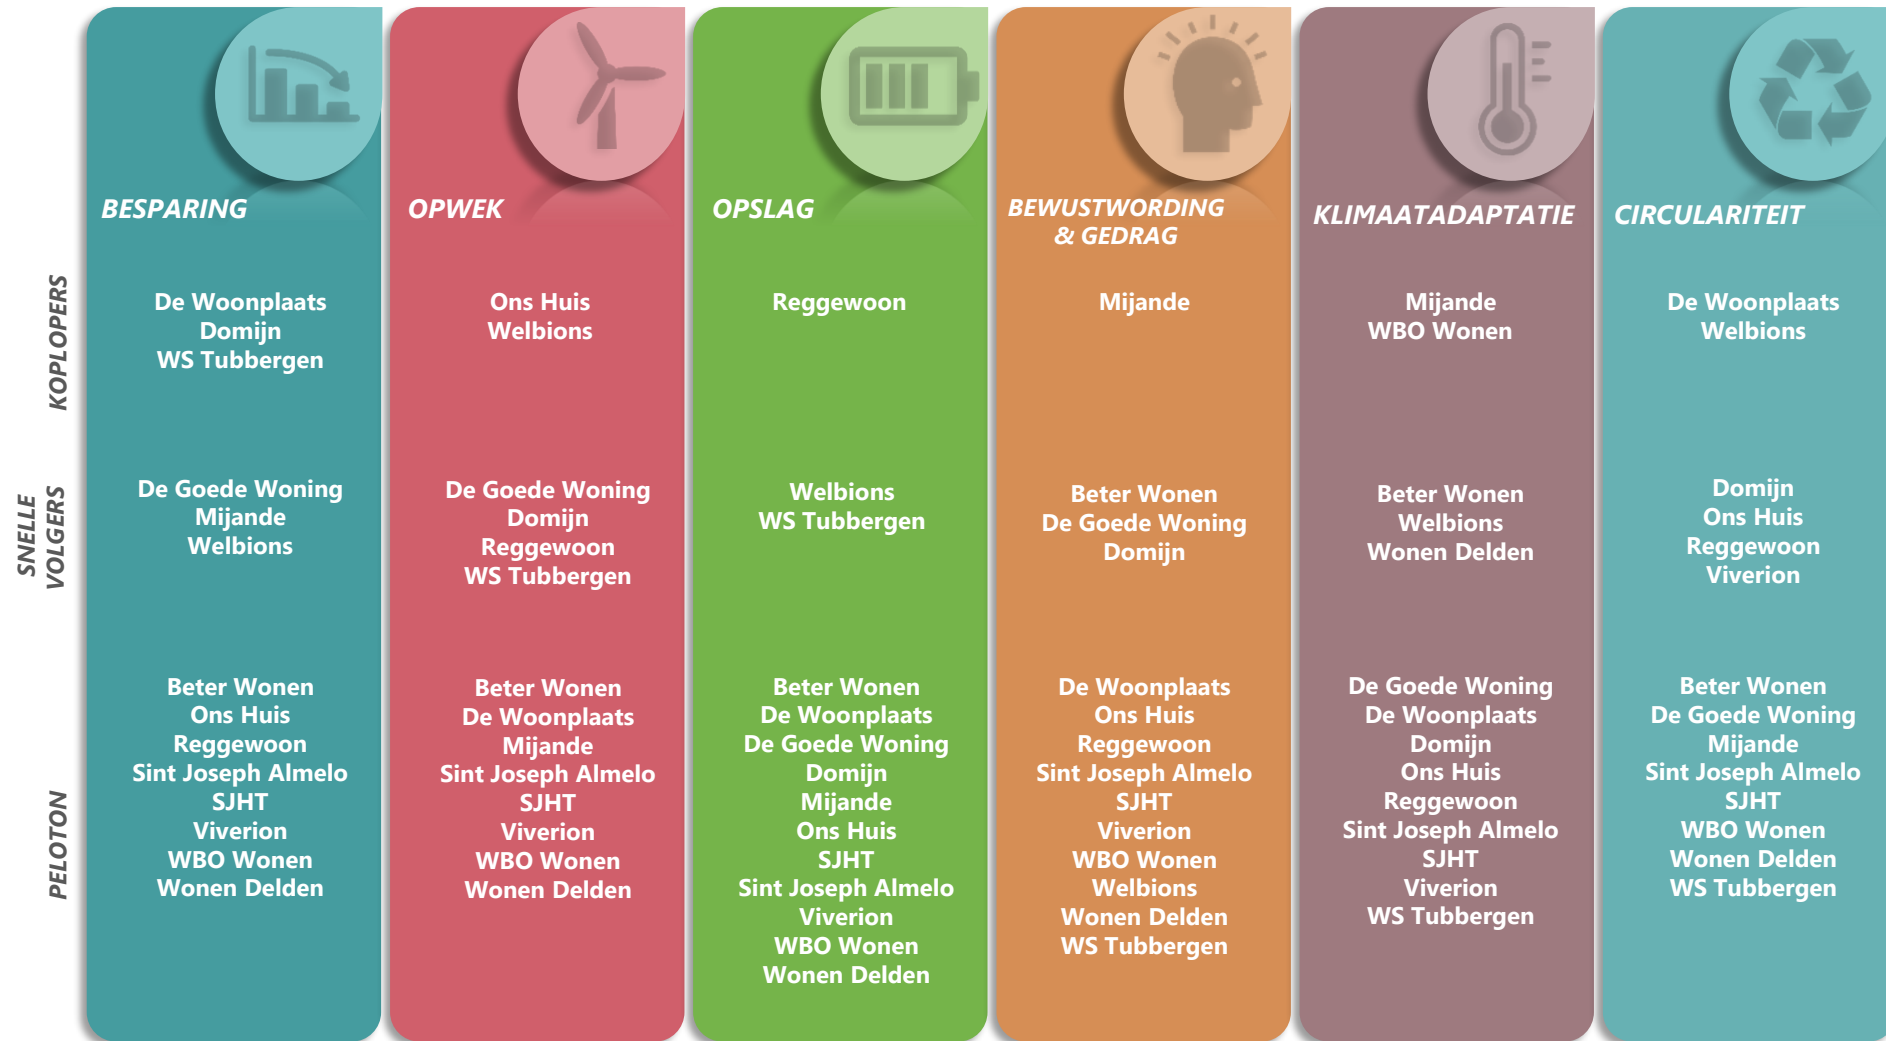 BESPARING
OPWEK
OPSLAG
BEWUSTWORDING
& GEDRAG
KLIMAATADAPTATIE
CIRCULARITEIT
KOPLOPERS
De Woonplaats
Domijn
WS Tubbergen
Ons Huis
Welbions
Reggewoon
Mijande
Mijande
WBO Wonen
De Woonplaats
Welbions
SNELLE
VOLGERS
De Goede Woning
Mijande
Welbions
De Goede Woning
Domijn
Reggewoon
WS Tubbergen
Welbions
WS Tubbergen
Beter Wonen
De Goede Woning
Domijn
Beter Wonen
Welbions
Wonen Delden
Domijn
Ons Huis
Reggewoon
Viverion
PELOTON
Beter Wonen
Ons Huis
Reggewoon
Sint Joseph Almelo
SJHT
Viverion
WBO Wonen
Wonen Delden
Beter Wonen
De Woonplaats
Mijande
Sint Joseph Almelo
SJHT
Viverion
WBO Wonen
Wonen Delden
Beter Wonen
De Woonplaats
De Goede Woning
Domijn
Mijande
Ons Huis
SJHT
Sint Joseph Almelo
Viverion
WBO Wonen
Wonen Delden
De Woonplaats
Ons Huis
Reggewoon
Sint Joseph Almelo
SJHT
Viverion
WBO Wonen
Welbions
Wonen Delden
WS Tubbergen
De Goede Woning
De Woonplaats
Domijn
Ons Huis
Reggewoon
Sint Joseph Almelo
SJHT
Viverion
WS Tubbergen
Beter Wonen
De Goede Woning
Mijande
Sint Joseph Almelo
SJHT
WBO Wonen
Wonen Delden
WS Tubbergen